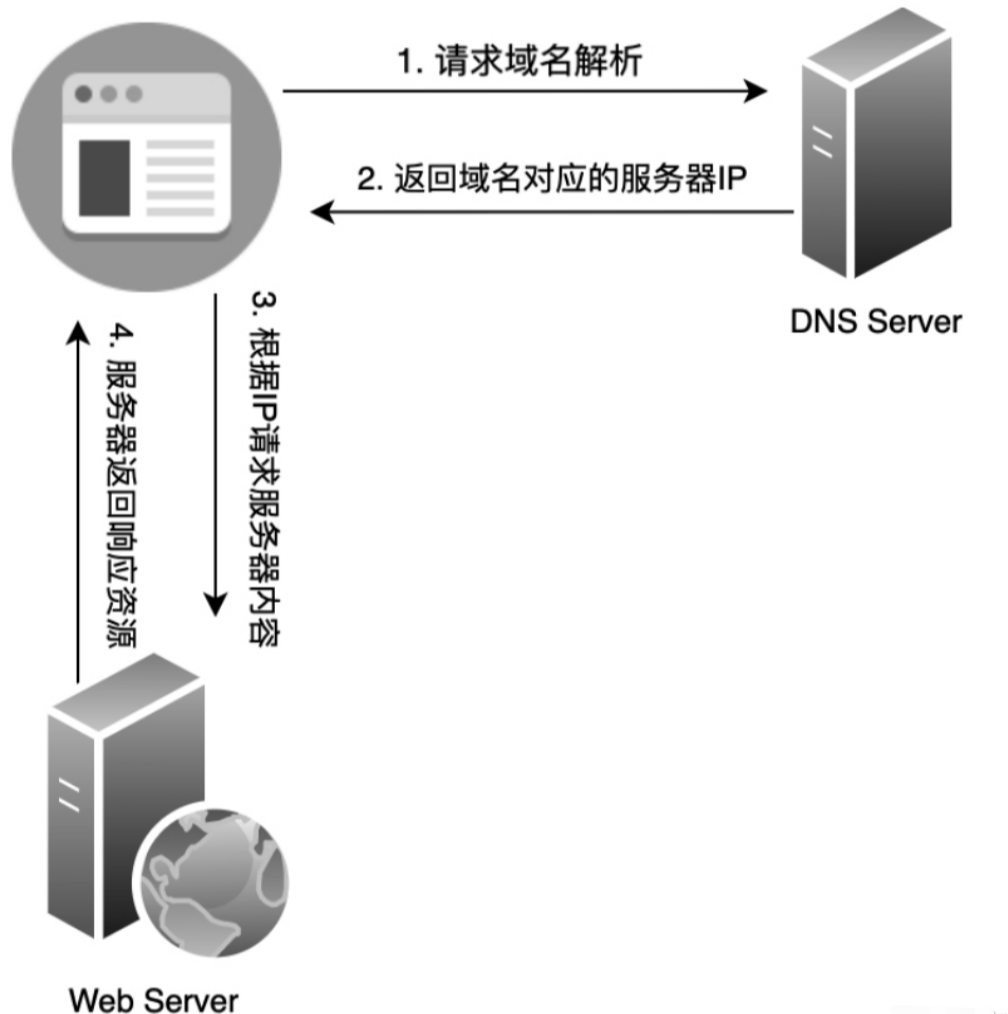 1. 请求域名解析
2. 返回域名对应的服务器IP
DNS Server
3. 根据IP请求服务器内容
4. 服务器返回响应资源
Web Server